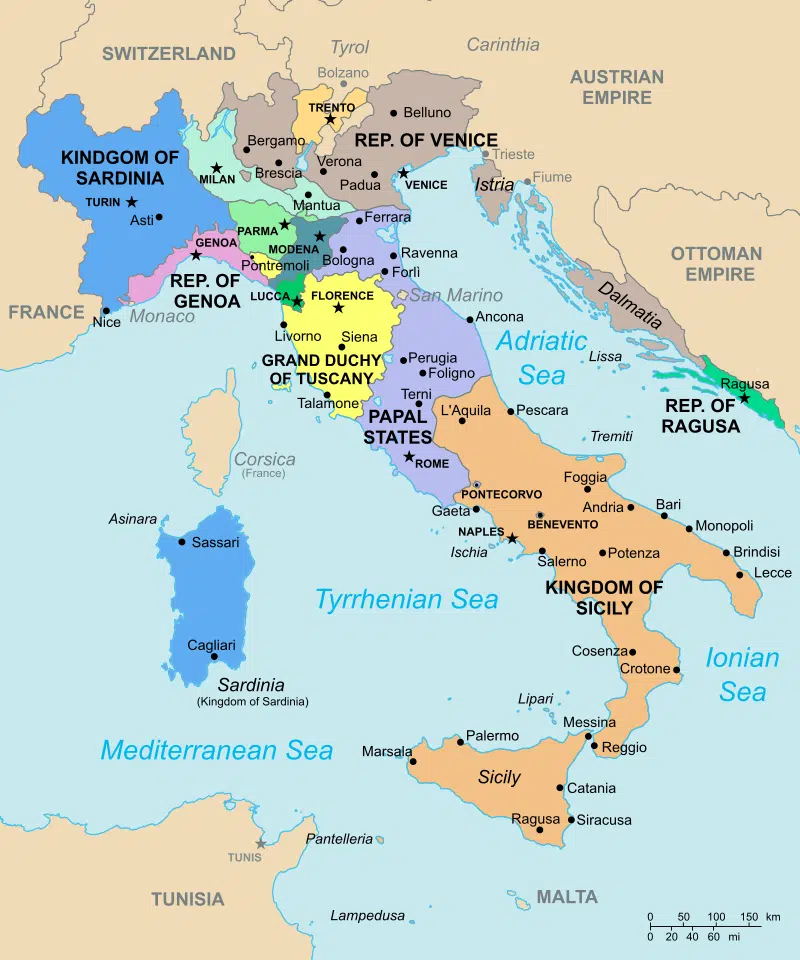 SWITZERLAND
Tyrol
Carinthia
Bolzano
AUSTRIAN
EMPIRE
TRENTO
Belluno
REP. OF VENICE
Bergamo
Brescia
Verona
Padua
VENICE
Trieste
Istria
Fiume
KINDGOM OF
SARDINIA
MILAN
TURIN
Asti
Mantua
Ferrara
PARMA
MODENA
GENOA
Pontremoli
Bologna
Ravenna
Forlì
OTTOMAN
EMPIRE
REP. OF
GENOA
LUCCA
FLORENCE
San Marino
Dalmatia
FRANCE
Nice
Monaco
Ancona
Livorno
Siena
Adriatic
Sea
Lissa
GRAND DUCHY
OF TUSCANY
Perugia
Foligno
Terni
Talamone
Ragusa
REP. OF
RAGUSA
PAPAL
STATES
L'Aquila
Pescara
Tremiti
ROME
Corsica
(France)
PONTECORVO
Gaeta
Foggia
Andria
Bari
BENEVENTO
Monopoli
Asinara
Sassari
NAPLES
Ischia
Salerno
Potenza
Brindisi
Lecce
KINGDOM OF
SICILY
Tyrrhenian Sea
Cagliari
Sardinia
(Kingdom of Sardinia)
Cosenza
Crotone
Ionian
Sea
Lipari
Messina
Reggio
Mediterranean Sea
Palermo
Marsala
Sicily
Catania
Ragusa
Siracusa
Pantelleria
TUNIS
TUNISIA
Lampedusa
MALTA
0 50 100 150 km
0 20 40 60 mi